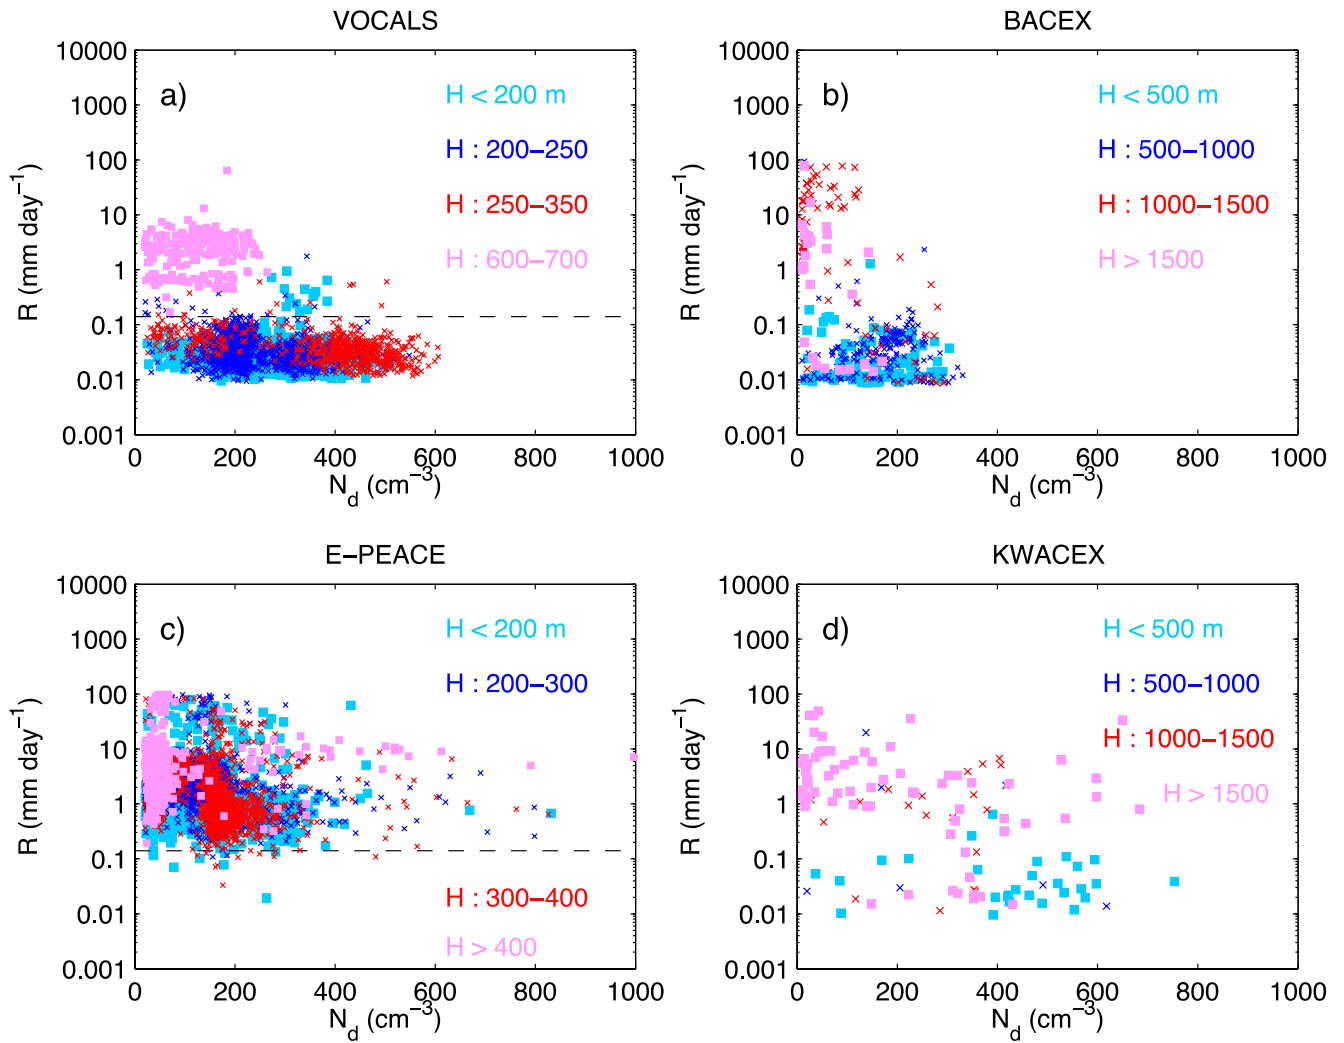 VOCALS
10000
1000
100
10
1
0.1
0.01
0.001
R (mm day⁻¹)
a)
H < 200 m
H : 200–250
H : 250–350
H : 600–700
0 200 400 600 800 1000
N_d (cm⁻³)
BACEX
10000
1000
100
10
1
0.1
0.01
0.001
R (mm day⁻¹)
b)
H < 500 m
H : 500–1000
H : 1000–1500
H > 1500
0 200 400 600 800 1000
N_d (cm⁻³)
E–PEACE
10000
1000
100
10
1
0.1
0.01
0.001
R (mm day⁻¹)
c)
H < 200 m
H : 200–300
H : 300–400
H > 400
0 200 400 600 800 1000
N_d (cm⁻³)
KWACEX
10000
1000
100
10
1
0.1
0.01
0.001
R (mm day⁻¹)
d)
H < 500 m
H : 500–1000
H : 1000–1500
H > 1500
0 200 400 600 800 1000
N_d (cm⁻³)